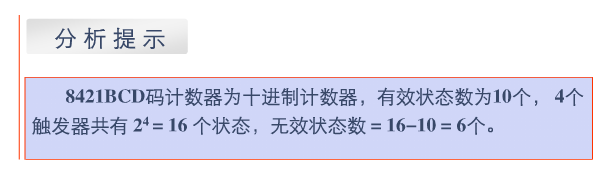 分析提示
8421BCD码计数器为十进制计数器，有效状态数为10个，4个
触发器共有 2⁴ = 16 个状态，无效状态数 = 16–10 = 6个。